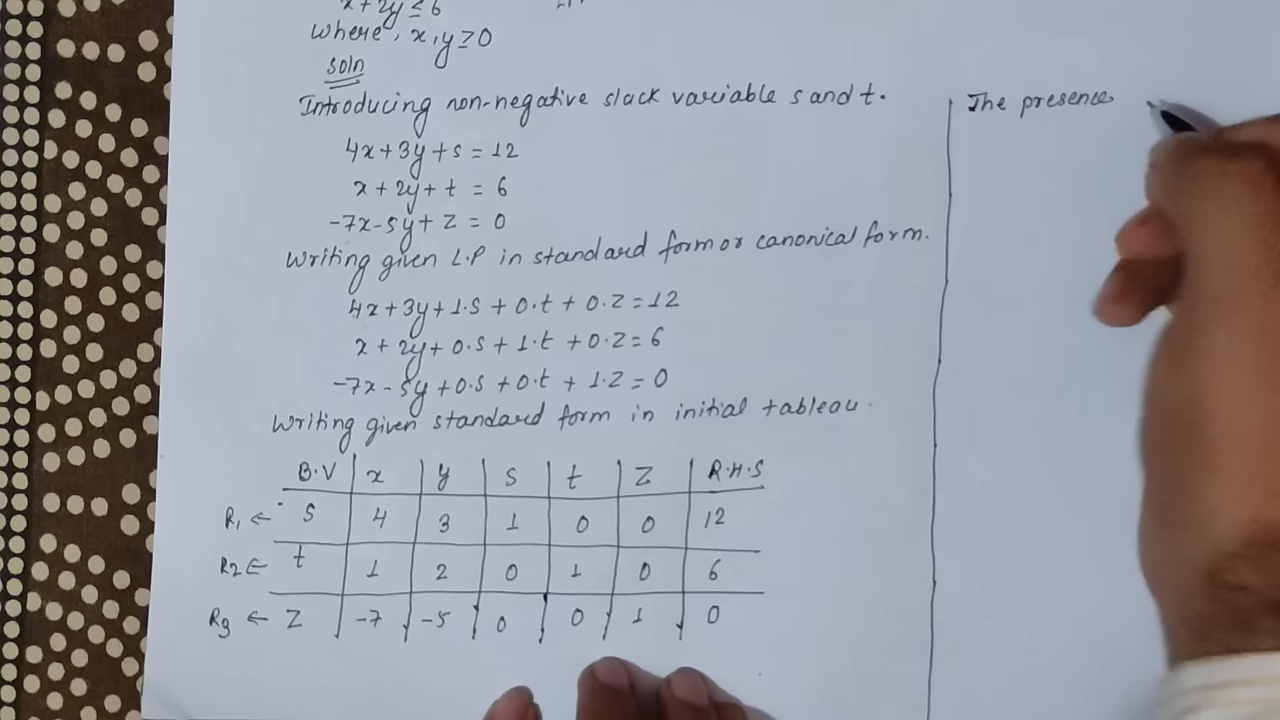 x + 2y ≤ 6
where, x, y ≥ 0
soln
Introducing non-negative slack variable s and t.
4x + 3y + s = 12
x + 2y + t = 6
-7x - 5y + z = 0
Writing given L.P in standard form or canonical form.
4x + 3y + 1.s + 0.t + 0.z = 12
x + 2y + 0.s + 1.t + 0.z = 6
-7x - 5y + 0.s + 0.t + 1.z = 0
Writing given standard form in initial tableau.
B.V x y s t z R.H.S
R1 ← s 4 3 1 0 0 12
R2 ← t 1 2 0 1 0 6
R3 ← z -7 -5 0 0 1 0
The presence